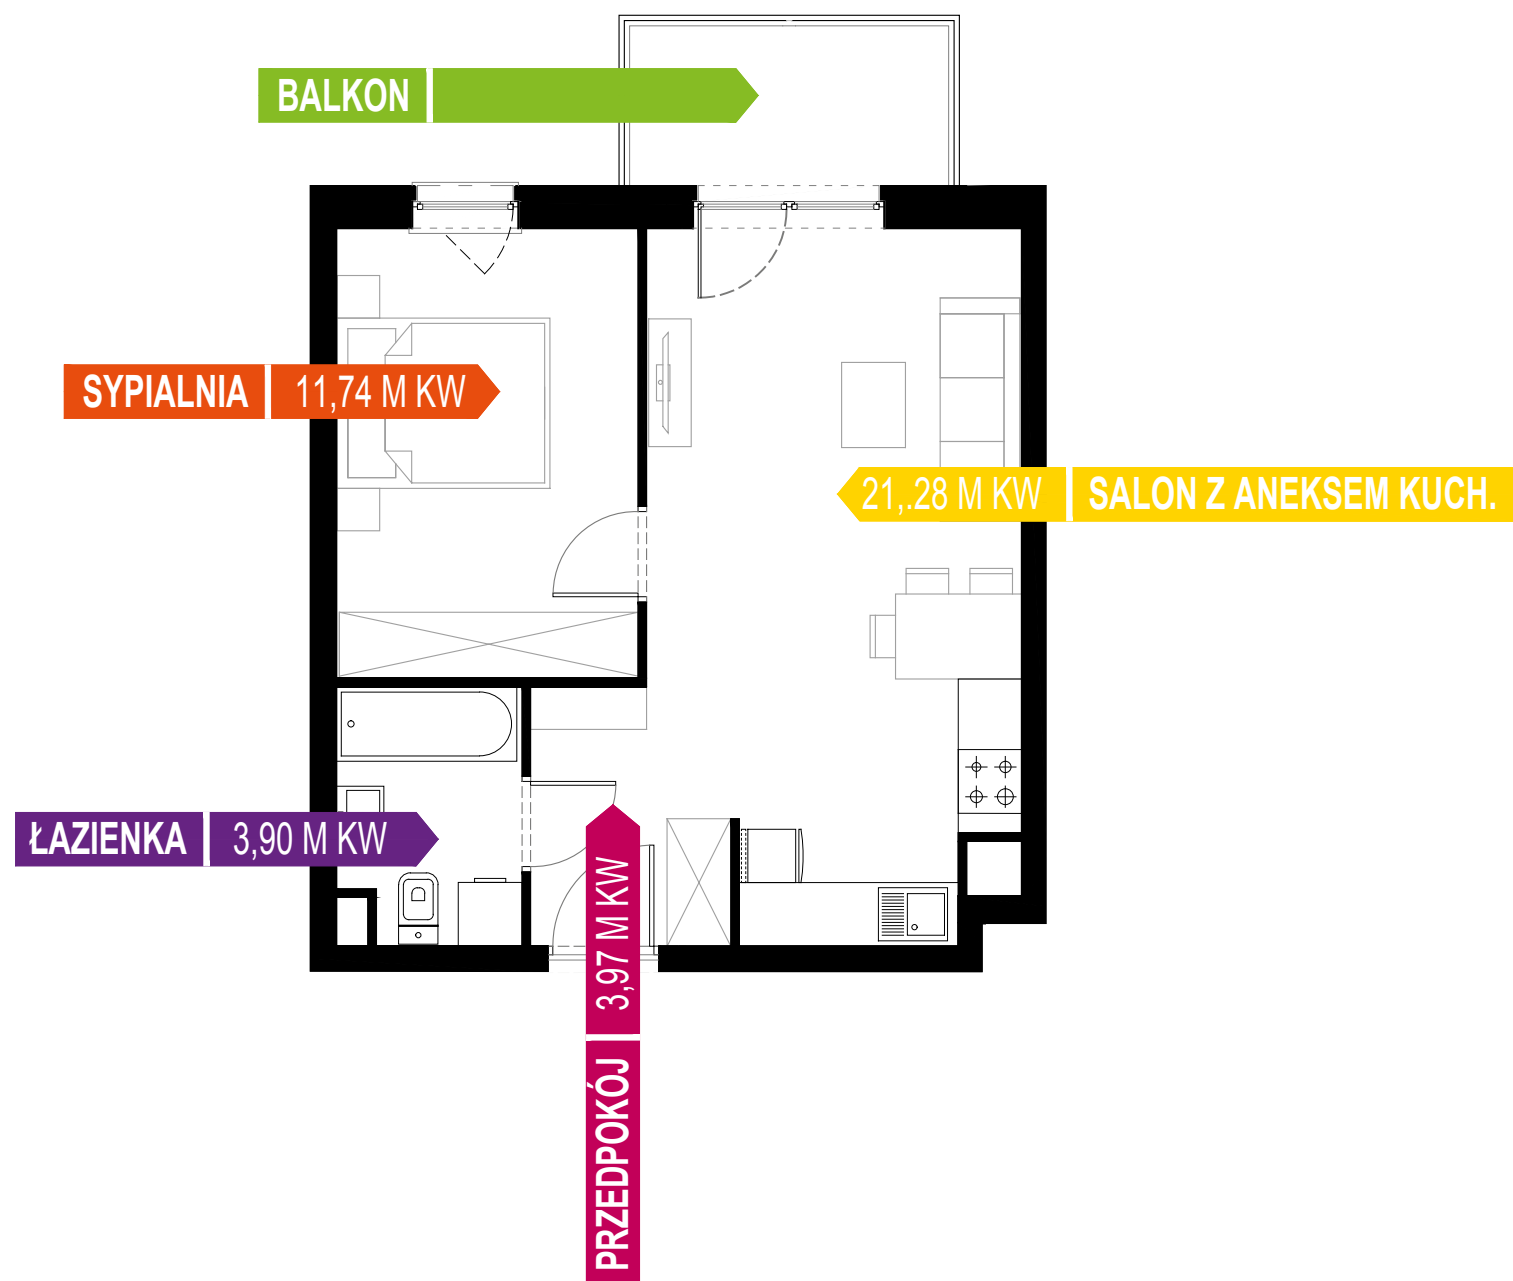 BALKON
SYPIALNIA 11,74 M KW
21,.28 M KW SALON Z ANEKSEM KUCH.
ŁAZIENKA 3,90 M KW
PRZEDPOKÓJ 3,97 M KW